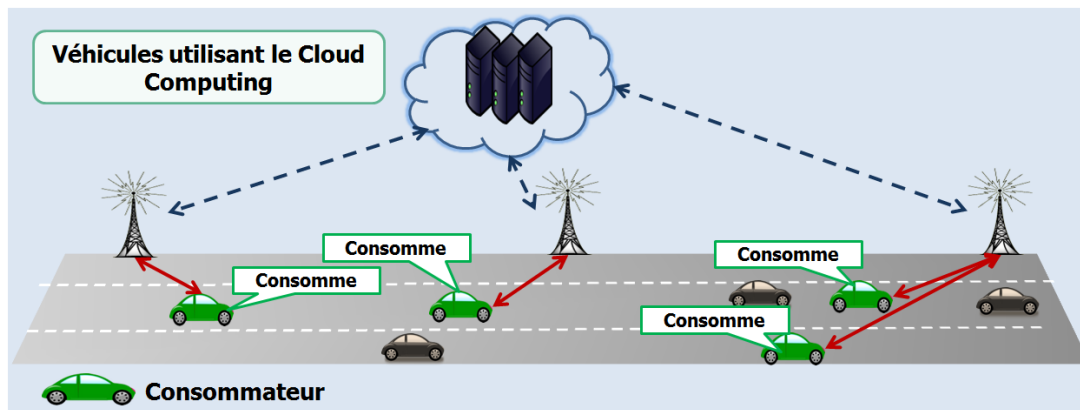 Véhicules utilisant le Cloud
Computing
Consomme
Consomme
Consomme
Consomme
Consommateur